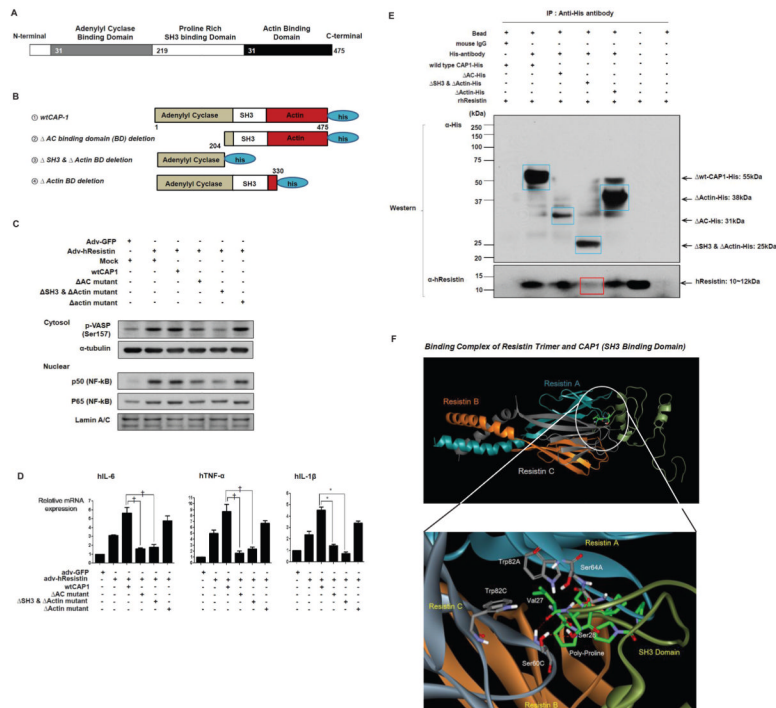 A
Adenylyl Cyclase
Binding Domain
Proline Rich
SH3 binding Domain
Actin Binding
Domain
N-terminal
C-terminal
31
219
31
475
B
① wtCAP-1
Adenylyl Cyclase
SH3
Actin
his
1
475
② Δ AC binding domain (BD) deletion
SH3
Actin
his
204
③ Δ SH3 & Δ Actin BD deletion
Adenylyl Cyclase
his
330
④ Δ Actin BD deletion
Adenylyl Cyclase
SH3
his
C
Adv-GFP + - - - - -
Adv-hResistin - + + + + +
Mock + + - - - -
wtCAP1 - - + - - -
ΔAC mutant - - - + - -
ΔSH3 & ΔActin mutant - - - - + -
Δactin mutant - - - - - +
Cytosol
p-VASP
(Ser157)
α-tubulin
Nuclear
p50 (NF-kB)
P65 (NF-kB)
Lamin A/C
D
hIL-6
hTNF-α
hIL-1β
Relative mRNA
expression
adv-GFP
adv-hResistin
wtCAP1
ΔAC mutant
ΔSH3 & ΔActin mutant
ΔActin mutant
E
IP : Anti-His antibody
Bead
mouse IgG
His-antibody
wild type CAP1-His
ΔAC-His
ΔSH3 & ΔActin-His
ΔActin-His
rhResistin
(kDa)
α-His
250
150
100
75
50
37
25
20
Western
Δwt-CAP1-His: 55kDa
ΔActin-His: 38kDa
ΔAC-His: 31kDa
ΔSH3 & ΔActin-His: 25kDa
α-hResistin
15
10
hResistin: 10~12kDa
F
Binding Complex of Resistin Trimer and CAP1 (SH3 Binding Domain)
Resistin A
Resistin B
Resistin C
Resistin A
Trp82A
Ser64A
Trp82C
Val27
Resistin C
Poly-Proline
SH3 Domain
Resistin B